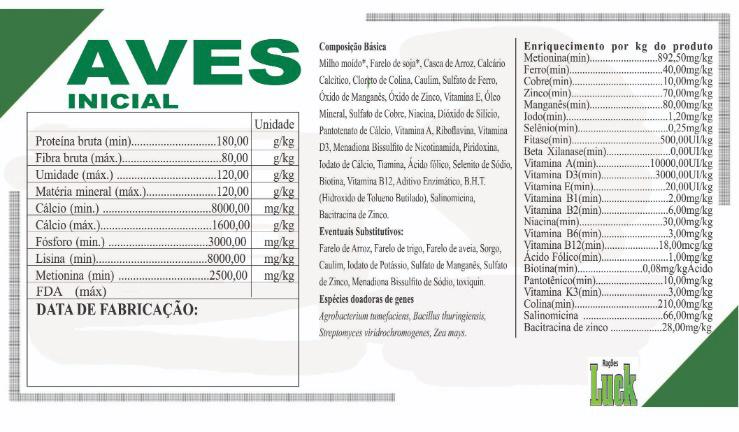 AVES
INICIAL
Unidade
Proteína bruta (min)................................180,00 g/kg
Fibra bruta (máx.)....................................80,00 g/kg
Umidade (máx.) ....................................120,00 g/kg
Matéria mineral (máx.)..........................120,00 g/kg
Cálcio (min.) ........................................8000,00 mg/kg
Cálcio (máx.).......................................1600,00 g/kg
Fósforo (min.) .....................................3000,00 mg/kg
Lisina (min).........................................8000,00 mg/kg
Metionina (min) ..................................2500,00 mg/kg
FDA (máx)
DATA DE FABRICAÇÃO:
Composição Básica
Milho moído*, Farelo de soja*, Casca de Arroz, Calcário
Calcítico, Cloreto de Colina, Caulim, Sulfato de Ferro,
Óxido de Manganês, Óxido de Zinco, Vitamina E, Óleo
Mineral, Sulfato de Cobre, Niacina, Dióxido de Silício,
Pantotenato de Cálcio, Vitamina A, Riboflavina, Vitamina
D3, Menadiona Bissulfito de Nicotinamida, Piridoxina,
Iodato de Cálcio, Tiamina, Ácido fólico, Selenito de Sódio,
Biotina, Vitamina B12, Aditivo Enzimático, B.H.T.
(Hidroxido de Tolueno Butilado), Salinomicina,
Bacitracina de Zinco.
Eventuais Substitutivos:
Farelo de Arroz, Farelo de trigo, Farelo de aveia, Sorgo,
Caulim, Iodato de Potássio, Sulfato de Manganês, Sulfato
de Zinco, Menadiona Bissulfito de Sódio, toxiquin.
Espécies doadoras de genes
Agrobacterium tumefaciens, Bacillus thuringiensis,
Streptomyces viridrochromogenes, Zea mays.
Enriquecimento por kg do produto
Metionina(min)............................892,50mg/kg
Ferro(min).......................................40,00mg/kg
Cobre(min)......................................10,00mg/kg
Zinco(min).......................................70,00mg/kg
Manganês(min)...............................80,00mg/kg
Iodo(min)..........................................1,20mg/kg
Selênio(min).....................................0,25mg/kg
Fitase(min)....................................500,00UI/kg
Beta Xilanase(min)...........................0,00UI/kg
Vitamina A(min)........................10000,00UI/kg
Vitamina D3(min)........................3000,00UI/kg
Vitamina E(min).............................20,00UI/kg
Vitamina B1(min).............................2,00mg/kg
Vitamina B2(min).............................6,00mg/kg
Niacina(min)...................................30,00mg/kg
Vitamina B6(min).............................3,00mg/kg
Vitamina B12(min).......................18,00mcg/kg
Ácido Fólico(min).............................1,00mg/kg
Biotina(min)............................0,08mg/kgÁcido
Pantotênico(min)............................10,00mg/kg
Vitamina K3(min).............................3,00mg/kg
Colina(min)...................................210,00mg/kg
Salinomicina ..................................66,00mg/kg
Bacitracina de zinco ......................28,00mg/kg
Rações
Luck